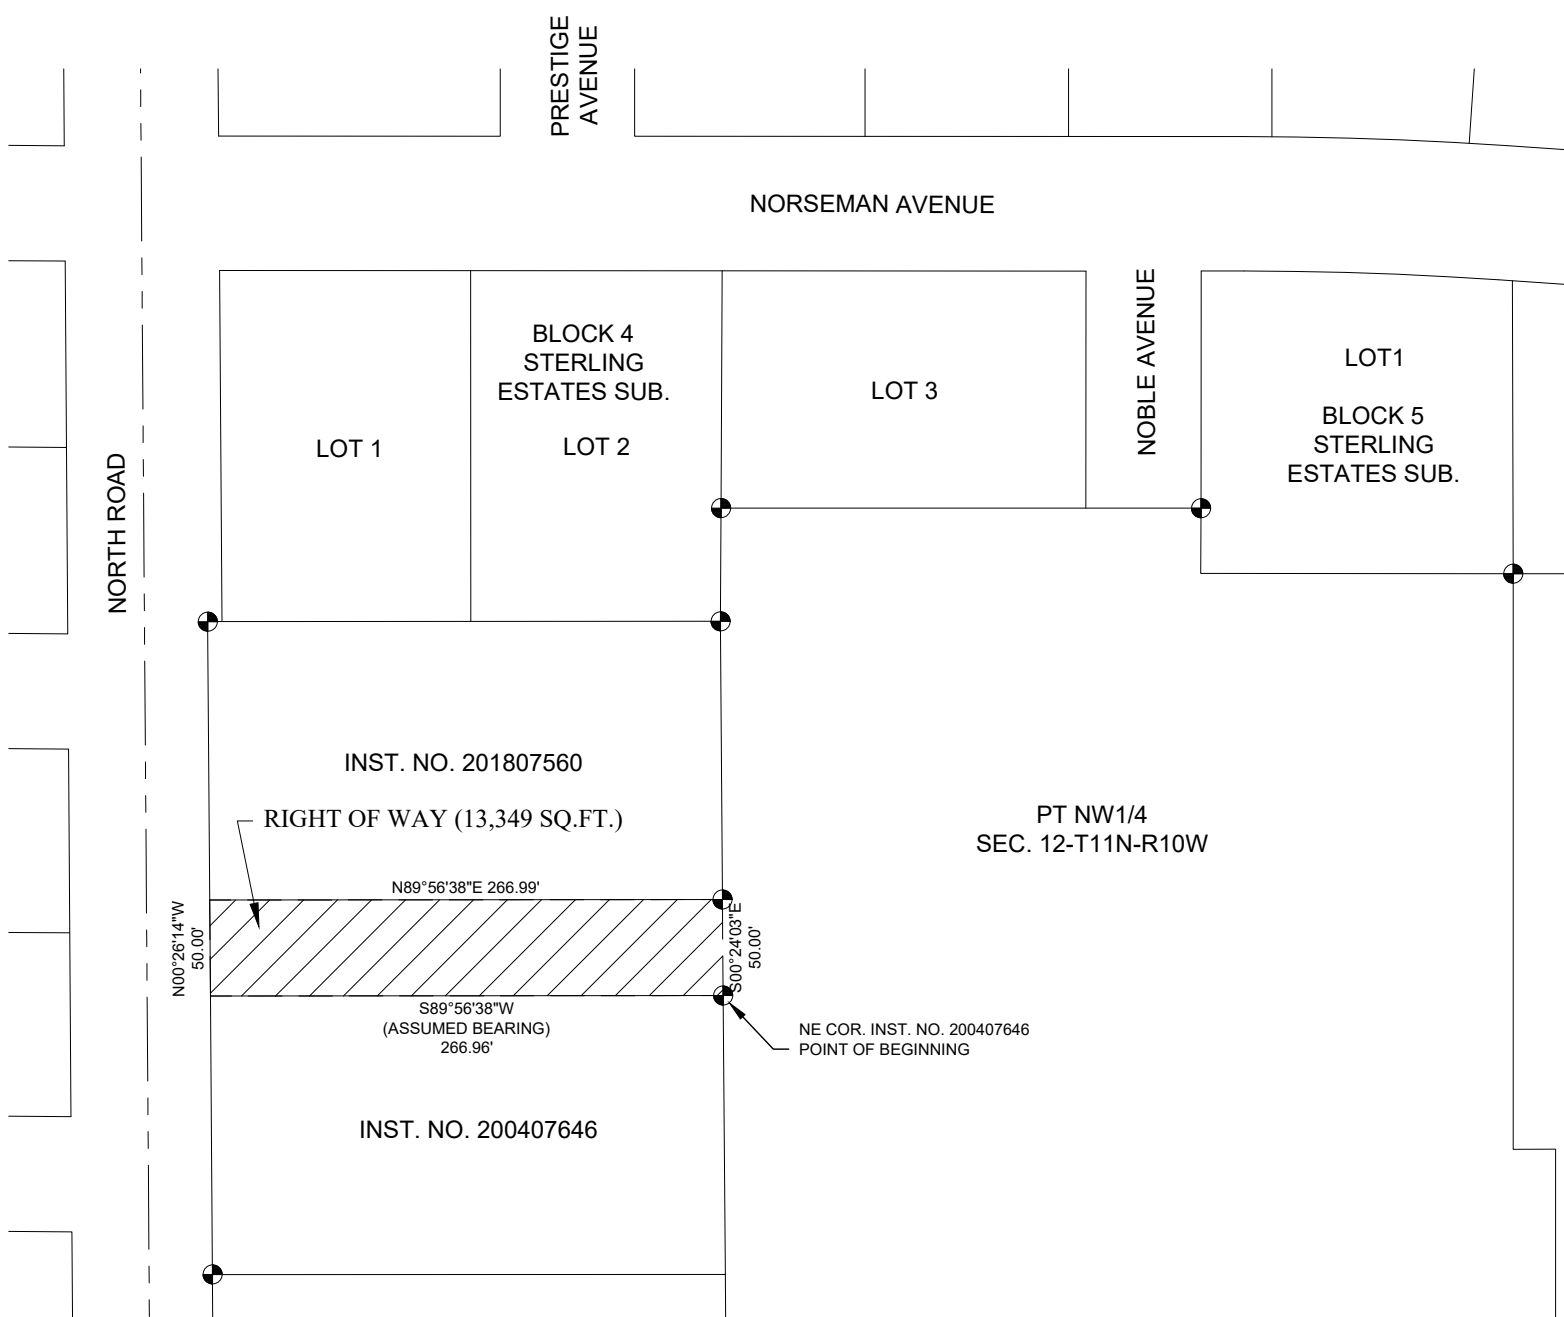 PRESTIGE
AVENUE
NORSEMAN AVENUE
BLOCK 4
STERLING
ESTATES SUB.
LOT 1
LOT 2
LOT 3
NOBLE AVENUE
LOT1
BLOCK 5
STERLING
ESTATES SUB.
NORTH ROAD
INST. NO. 201807560
RIGHT OF WAY (13,349 SQ.FT.)
PT NW1/4
SEC. 12-T11N-R10W
N89°56'38"E 266.99'
N00°26'14"W
50.00'
S00°24'03"E
50.00'
S89°56'38"W
(ASSUMED BEARING)
266.96'
NE COR. INST. NO. 200407646
POINT OF BEGINNING
INST. NO. 200407646